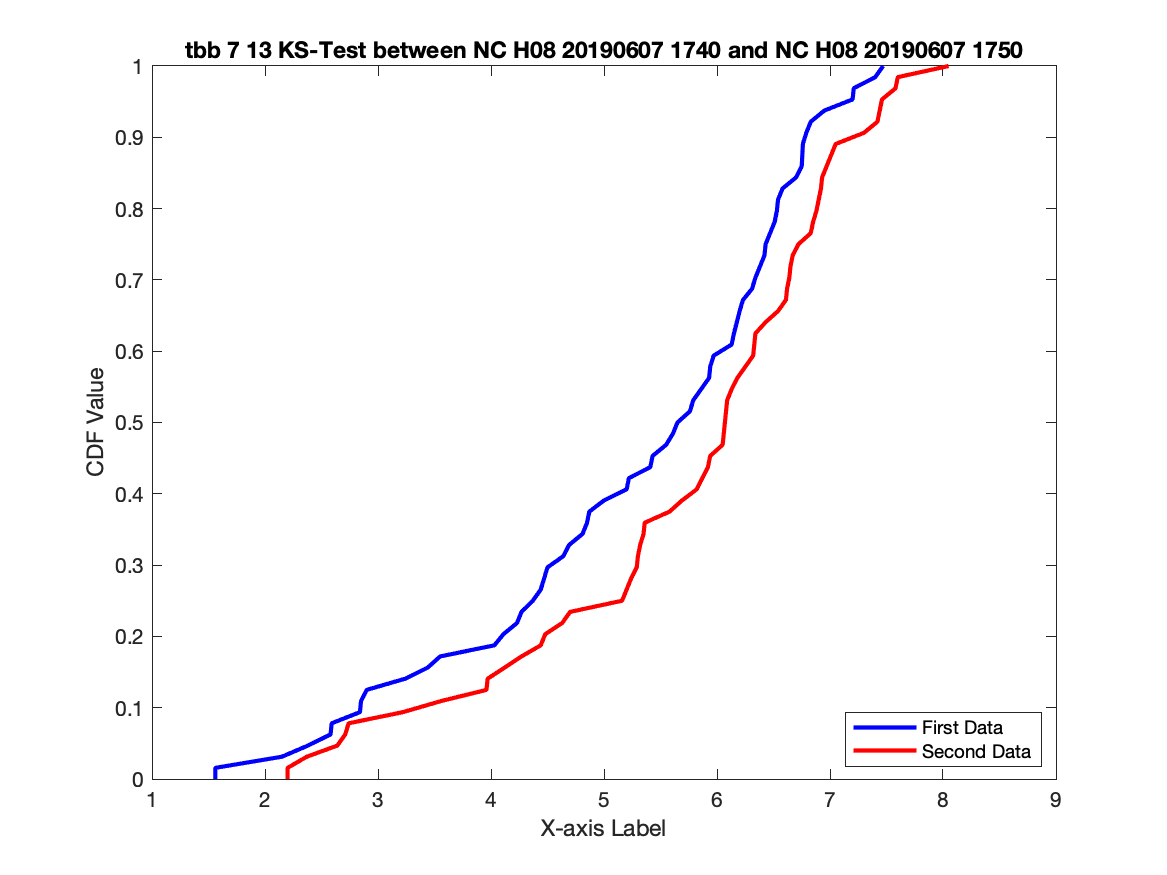 tbb 7 13 KS-Test between NC H08 20190607 1740 and NC H08 20190607 1750
1
0.9
0.8
0.7
0.6
0.5
0.4
0.3
0.2
0.1
0
CDF Value
First Data
Second Data
1 2 3 4 5 6 7 8 9
X-axis Label